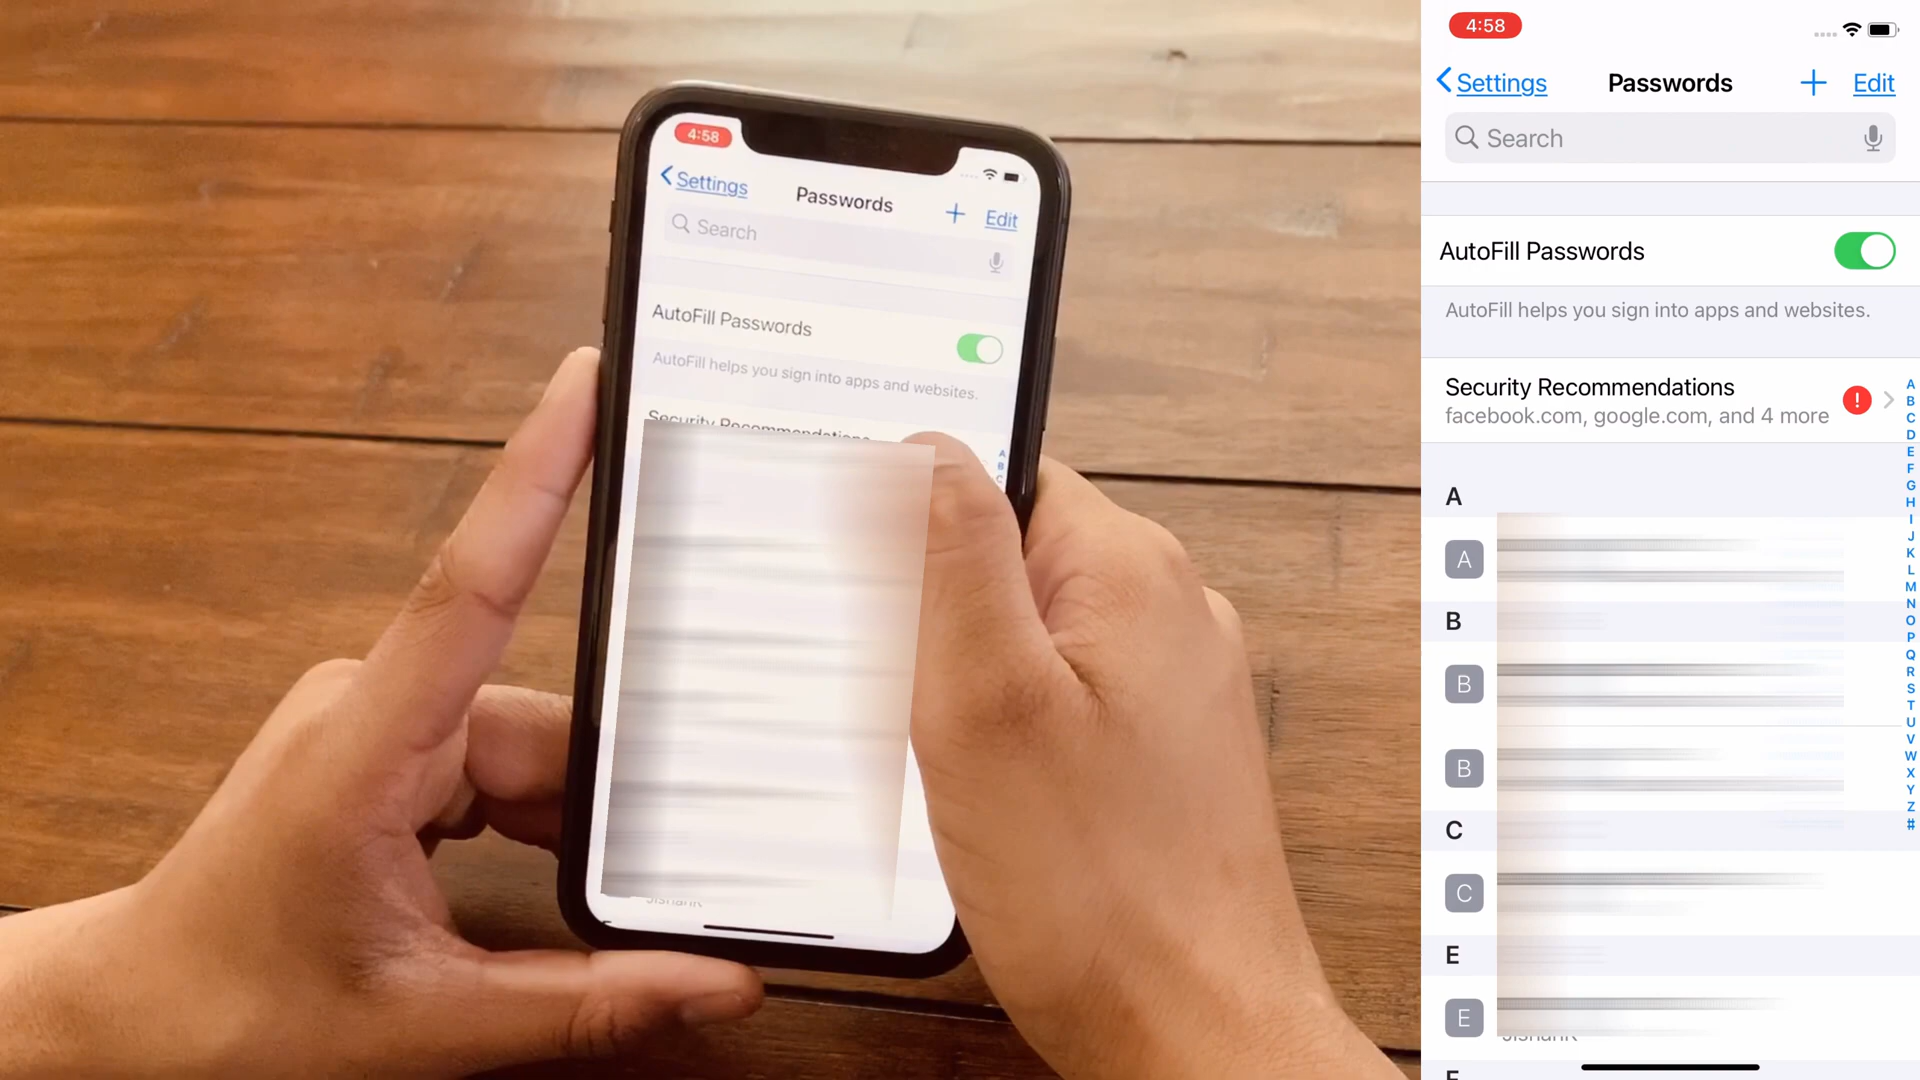 4:58
Settings
Passwords
Edit
Search
AutoFill Passwords
AutoFill helps you sign into apps and websites.
Security Recommendations
A
B
C
4:58
Settings
Passwords
Edit
Search
AutoFill Passwords
AutoFill helps you sign into apps and websites.
Security Recommendations
facebook.com, google.com, and 4 more
!
A
A
B
B
B
C
C
E
E
A
B
C
D
E
F
G
H
I
J
K
L
M
N
O
P
Q
R
S
T
U
V
W
X
Y
Z
#